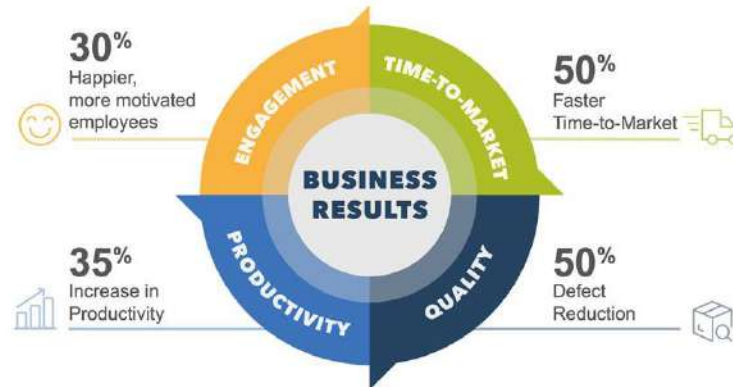 30%
Happier,
more motivated
employees
ENGAGEMENT
TIME-TO-MARKET
50%
Faster
Time-to-Market
BUSINESS
RESULTS
35%
Increase in
Productivity
PRODUCTIVITY
QUALITY
50%
Defect
Reduction